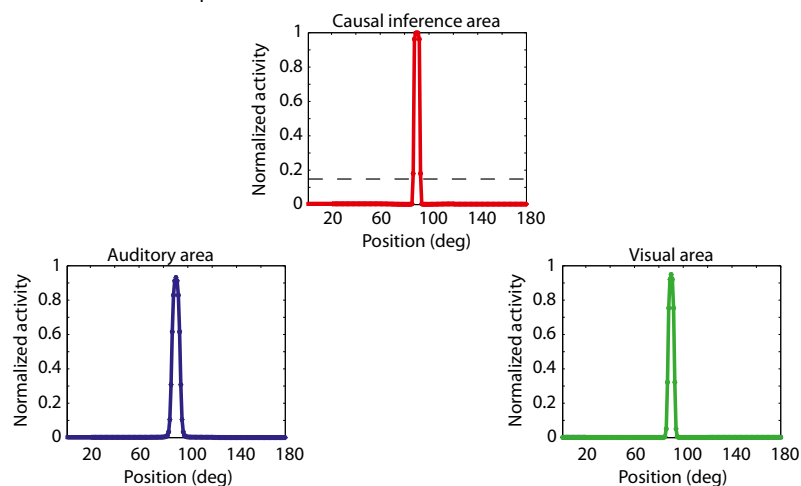 Causal inference area
Normalized activity
1
0.8
0.6
0.4
0.2
0
20 60 100 140 180
Position (deg)
Auditory area
Normalized activity
1
0.8
0.6
0.4
0.2
0
20 60 100 140 180
Position (deg)
Visual area
Normalized activity
1
0.8
0.6
0.4
0.2
0
20 60 100 140 180
Position (deg)